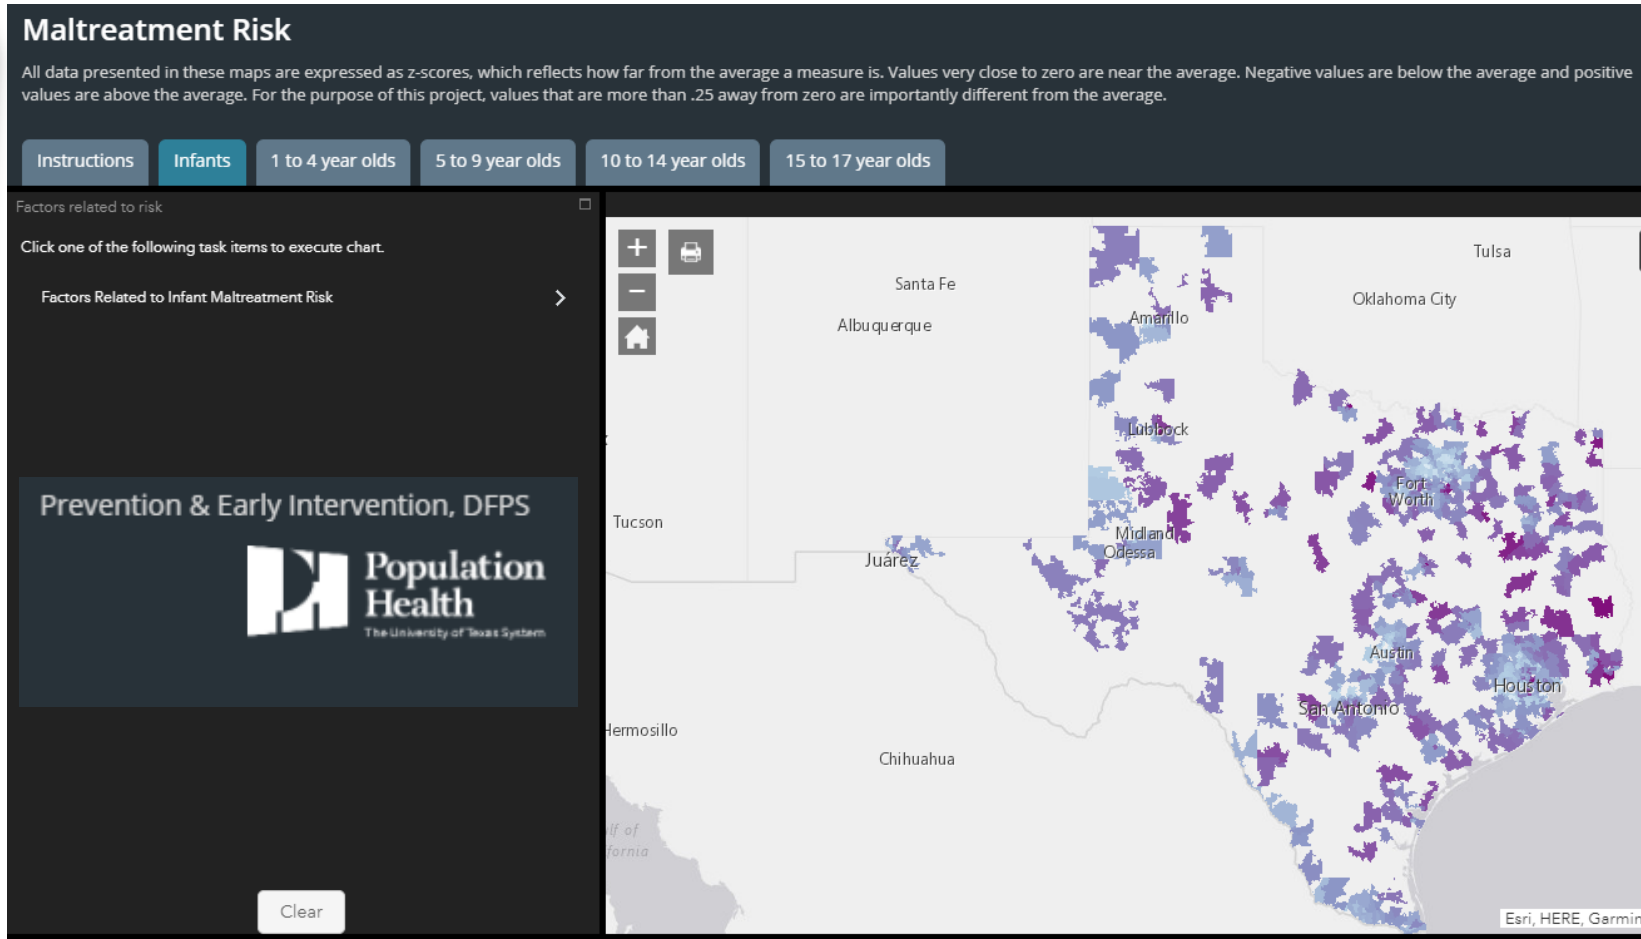 Maltreatment Risk
All data presented in these maps are expressed as z-scores, which reflects how far from the average a measure is. Values very close to zero are near the average. Negative values are below the average and positive
values are above the average. For the purpose of this project, values that are more than .25 away from zero are importantly different from the average.
Instructions
Infants
1 to 4 year olds
5 to 9 year olds
10 to 14 year olds
15 to 17 year olds
Factors related to risk
Click one of the following task items to execute chart.
Factors Related to Infant Maltreatment Risk
Prevention & Early Intervention, DFPS
Population
Health
The University of Texas System
Clear
Tulsa
Santa Fe
Oklahoma City
Albuquerque
Amarillo
Lubbock
Fort
Worth
Tucson
Midland
Odessa
Juárez
Austin
Houston
San Antonio
Hermosillo
Chihuahua
lf of
fornia
Esri, HERE, Garmin